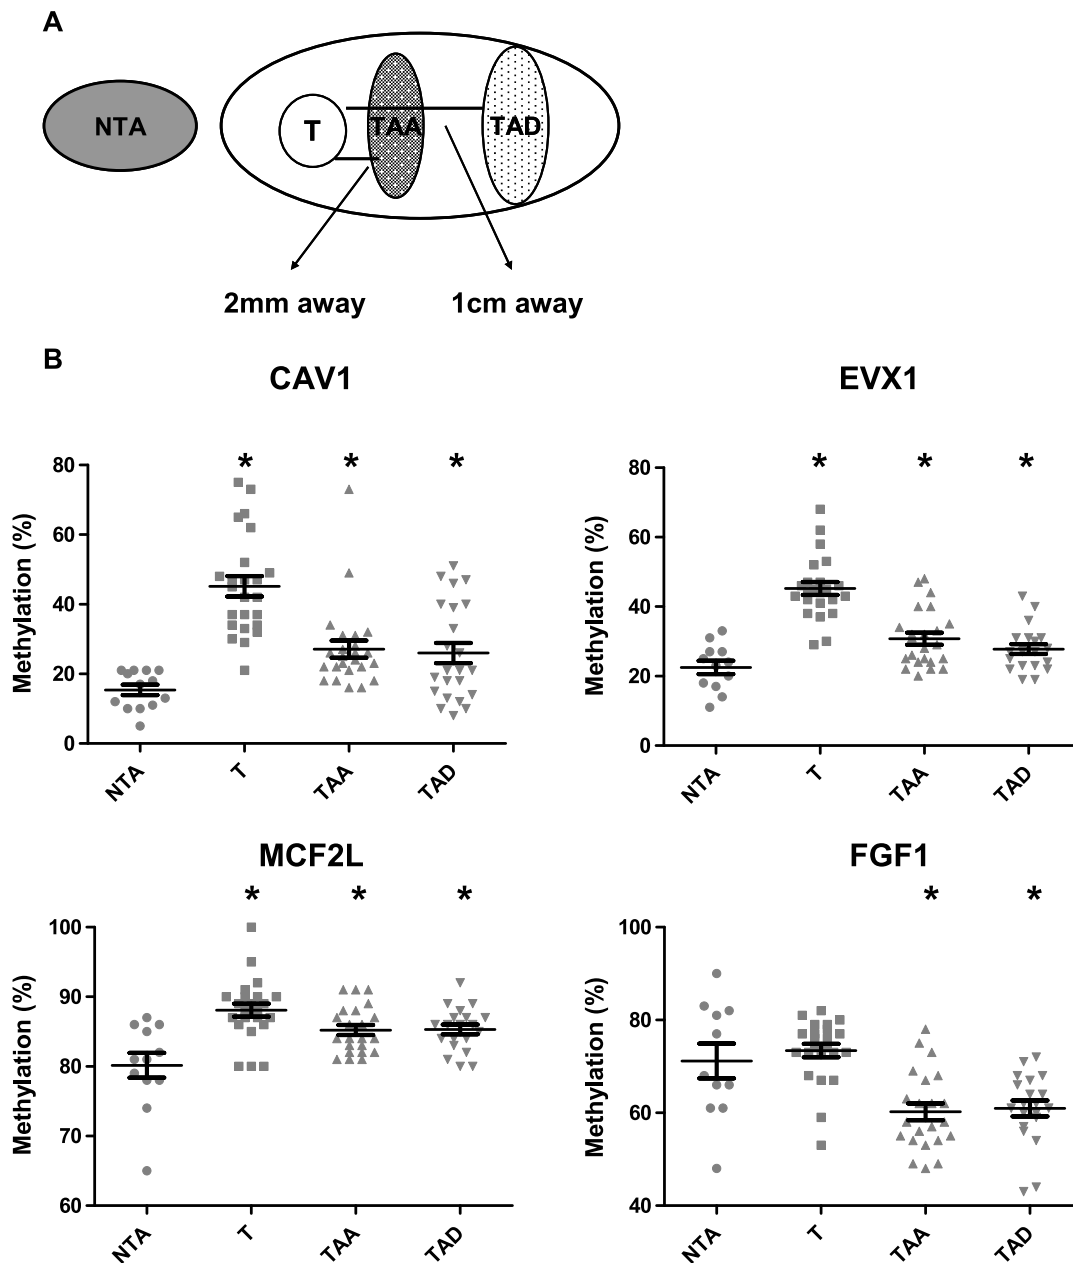 A
NTA
T
TAA
TAD
2mm away
1cm away
B
CAV1
Methylation (%)
80
60
40
20
0
* * *
NTA
T
TAA
TAD
EVX1
Methylation (%)
80
60
40
20
0
* * *
NTA
T
TAA
TAD
MCF2L
Methylation (%)
100
90
80
70
60
* * *
NTA
T
TAA
TAD
FGF1
Methylation (%)
100
80
60
40
* *
NTA
T
TAA
TAD